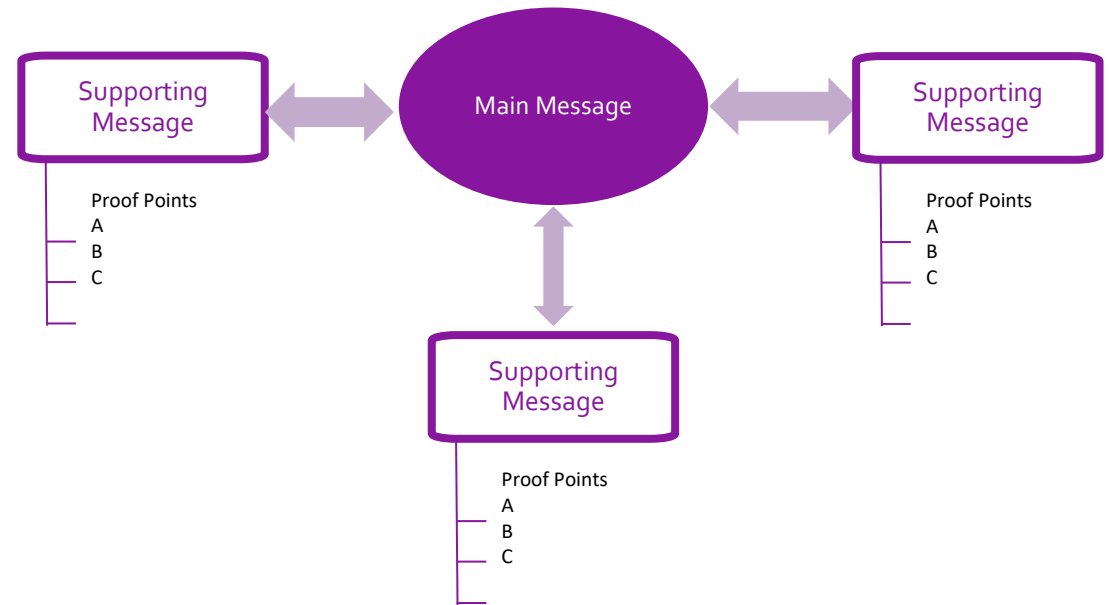 Main Message
Supporting
Message
Proof Points
A
B
C
Supporting
Message
Proof Points
A
B
C
Supporting
Message
Proof Points
A
B
C